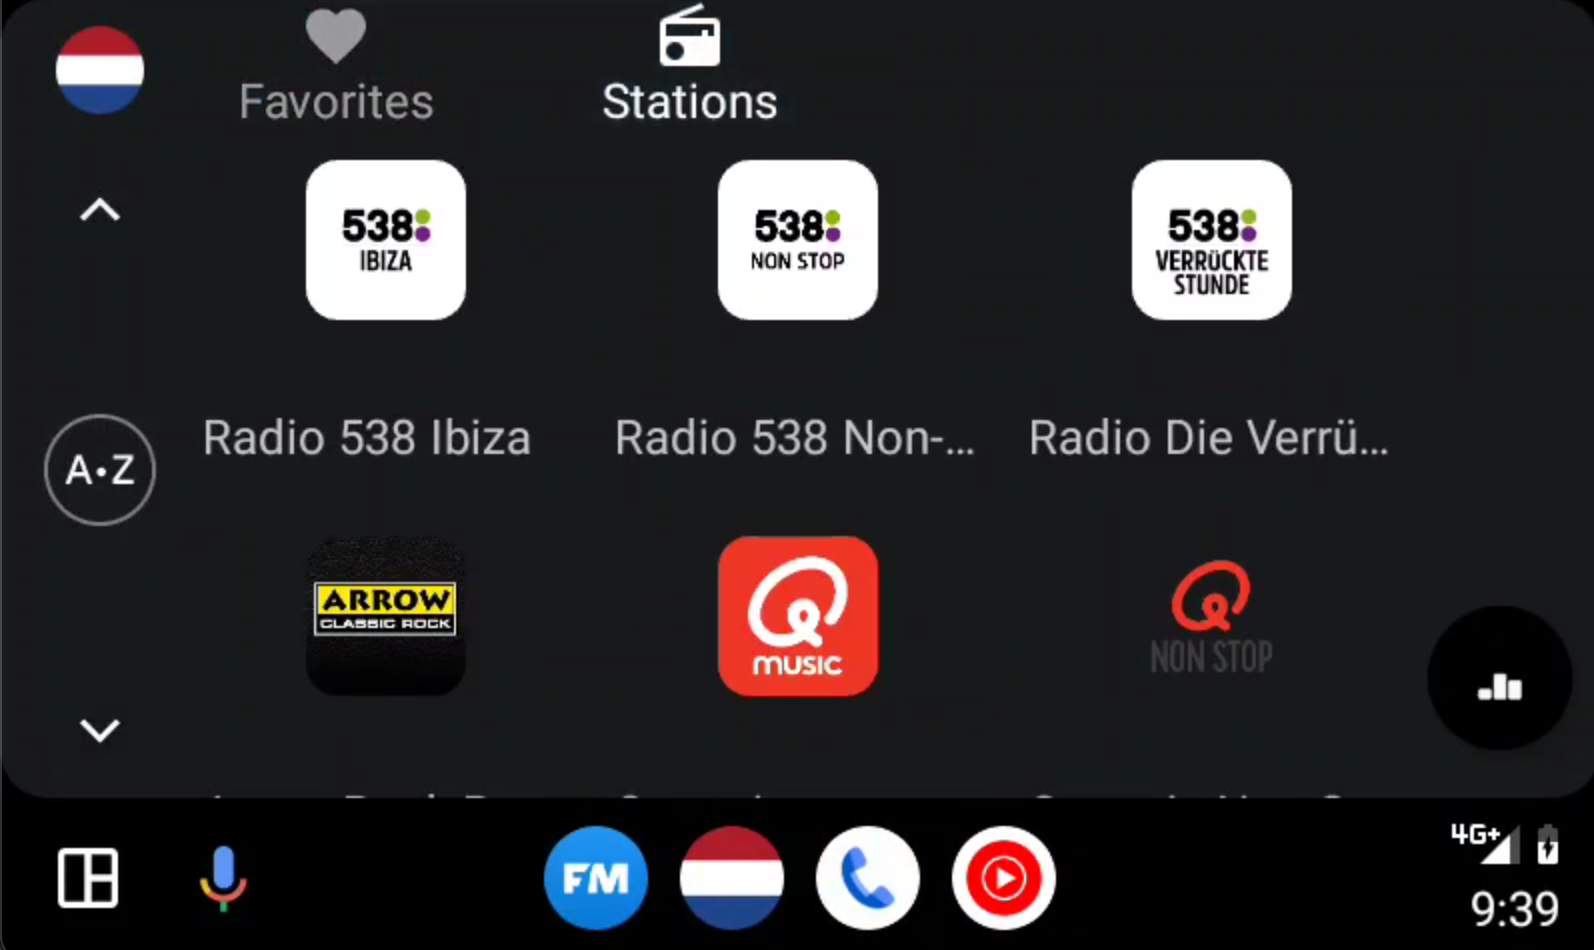 Favorites
Stations
538
IBIZA
538
NON STOP
538
VERRÜCKTE
STUNDE
Radio 538 Ibiza
Radio 538 Non-...
Radio Die Verrü...
A•Z
ARROW
CLASSIC ROCK
Q
MUSIC
Q
NON STOP
FM
4G+
9:39